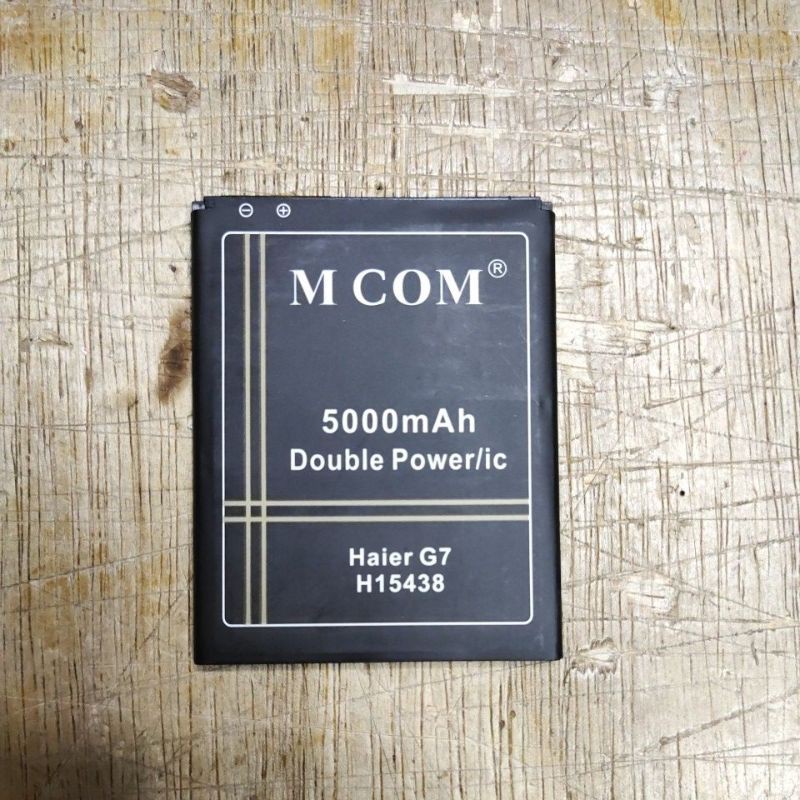 ⊖ ⊕
M COM®
5000mAh
Double Power/ic
Haier G7
H15438